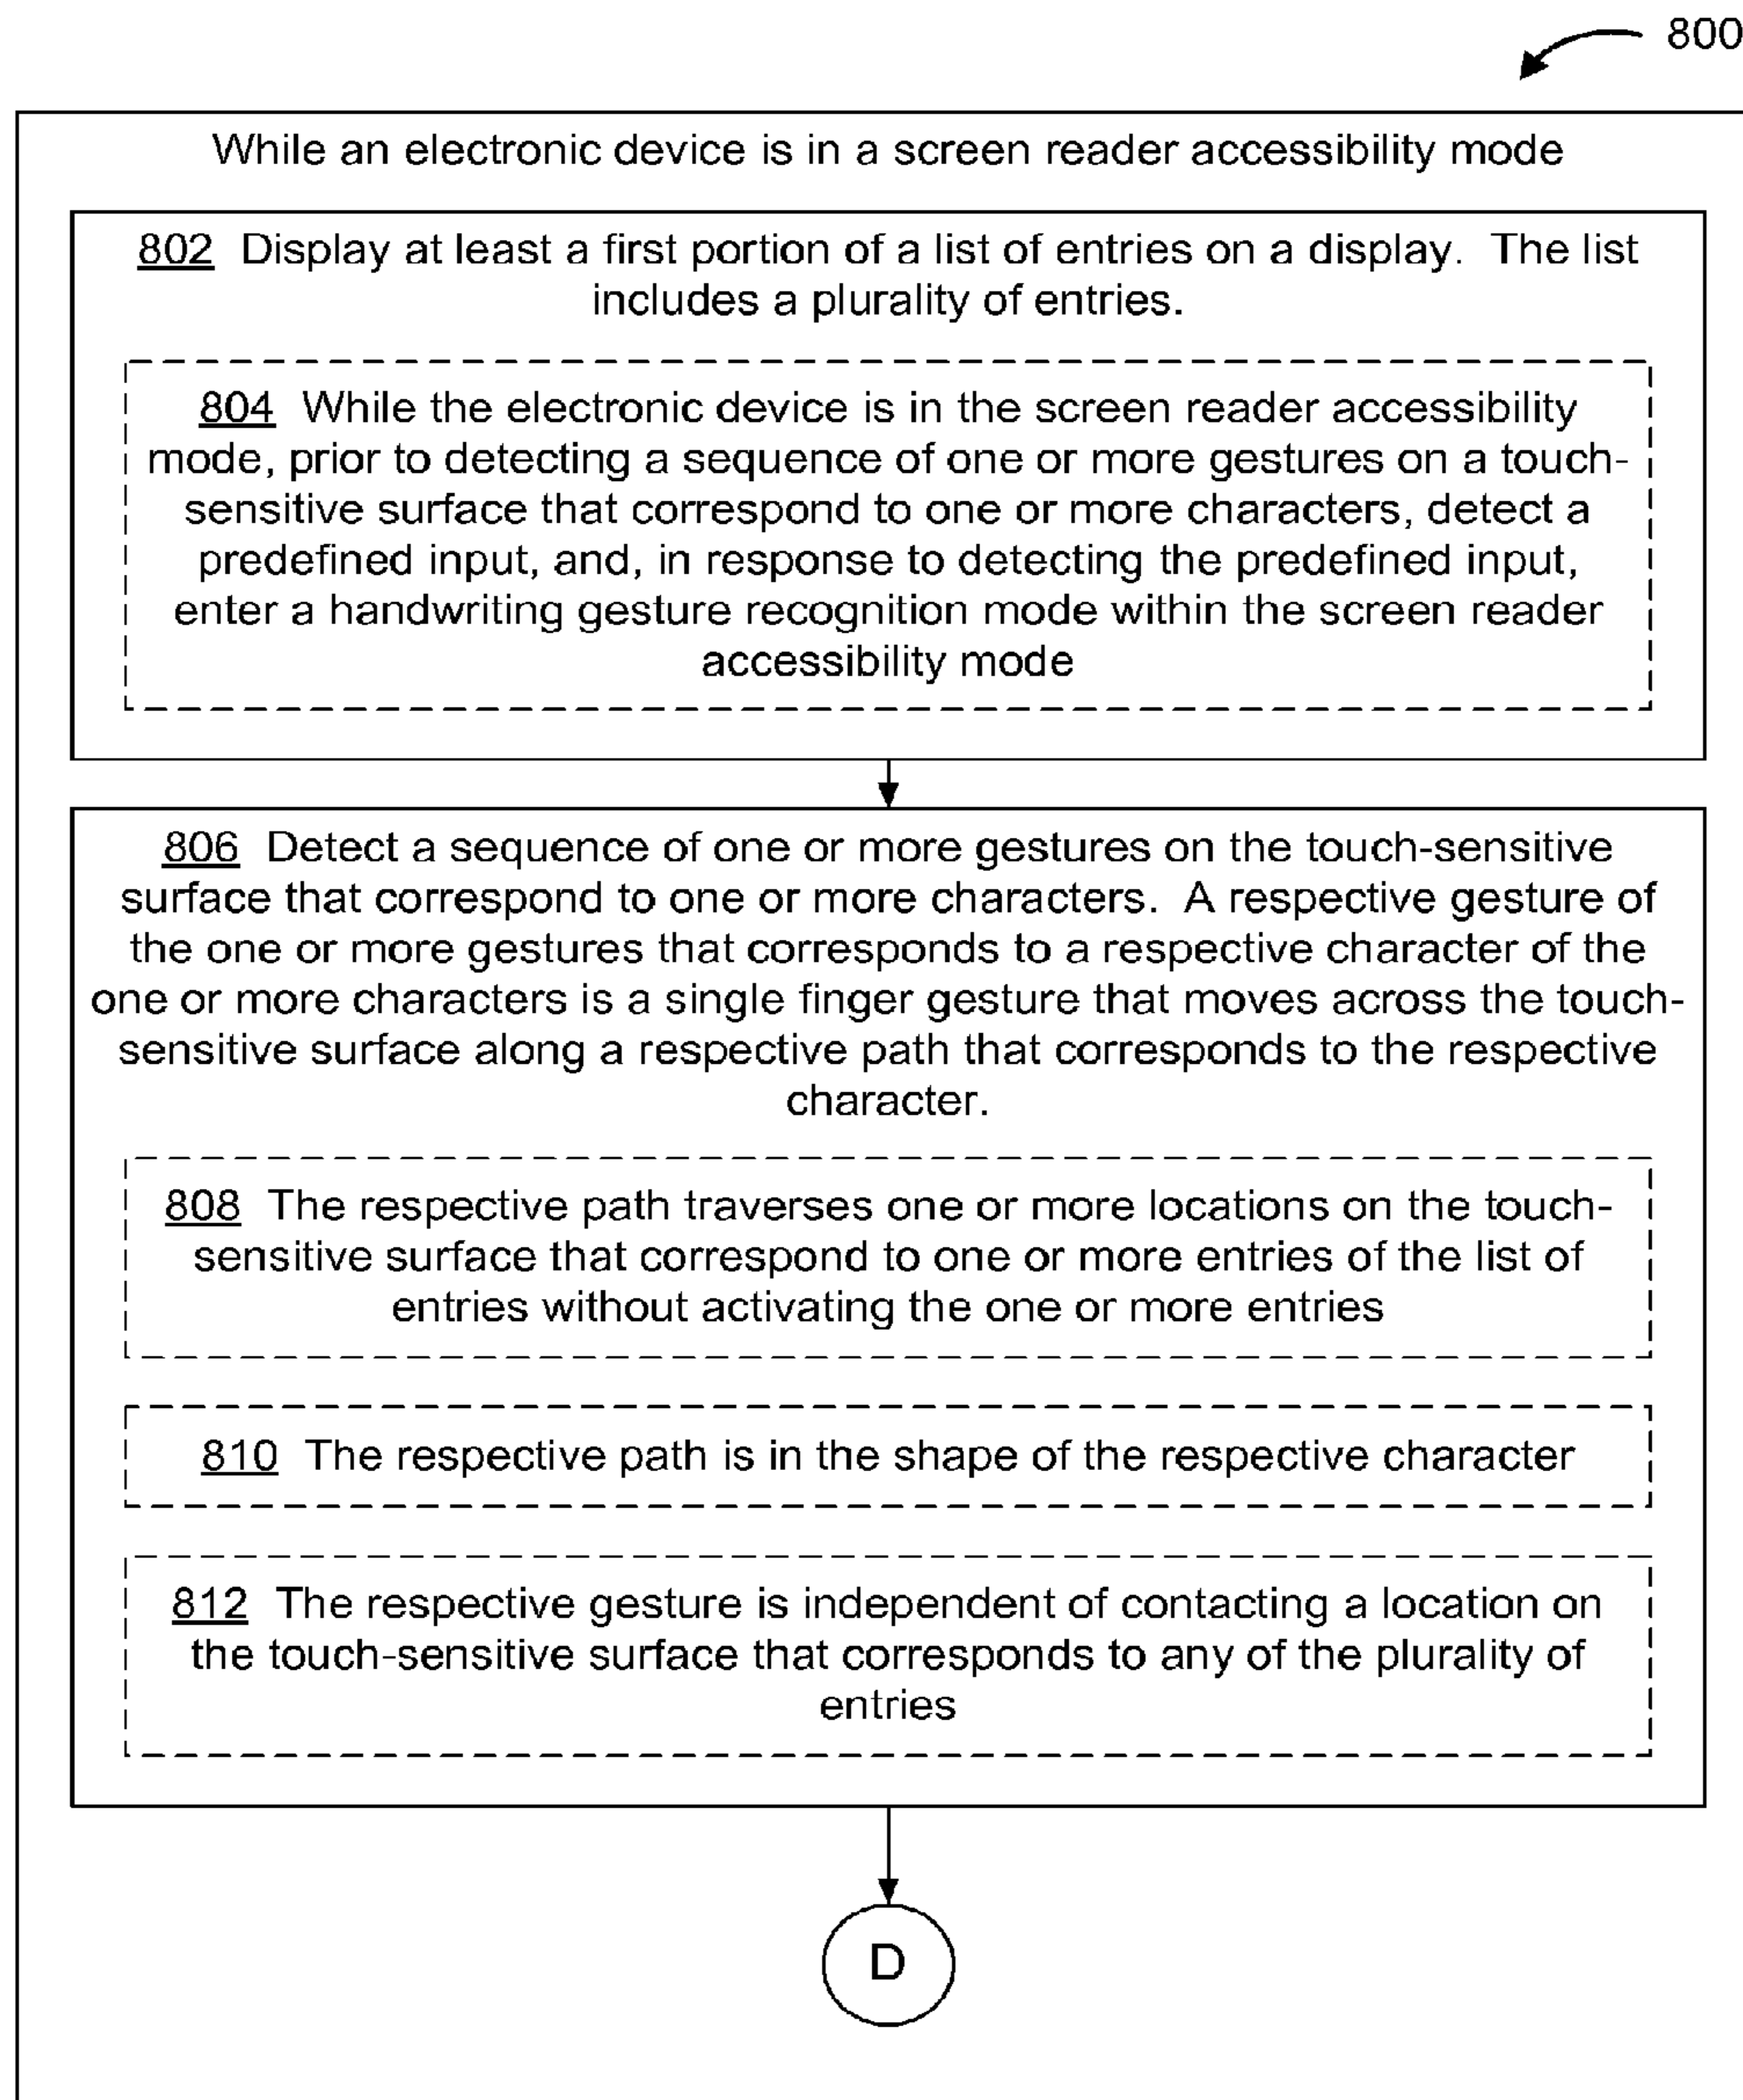 800
While an electronic device is in a screen reader accessibility mode
802 Display at least a first portion of a list of entries on a display. The list
includes a plurality of entries.
804 While the electronic device is in the screen reader accessibility
mode, prior to detecting a sequence of one or more gestures on a touch-
sensitive surface that correspond to one or more characters, detect a
predefined input, and, in response to detecting the predefined input,
enter a handwriting gesture recognition mode within the screen reader
accessibility mode
806 Detect a sequence of one or more gestures on the touch-sensitive
surface that correspond to one or more characters. A respective gesture of
the one or more gestures that corresponds to a respective character of the
one or more characters is a single finger gesture that moves across the touch-
sensitive surface along a respective path that corresponds to the respective
character.
808 The respective path traverses one or more locations on the touch-
sensitive surface that correspond to one or more entries of the list of
entries without activating the one or more entries
810 The respective path is in the shape of the respective character
812 The respective gesture is independent of contacting a location on
the touch-sensitive surface that corresponds to any of the plurality of
entries
D